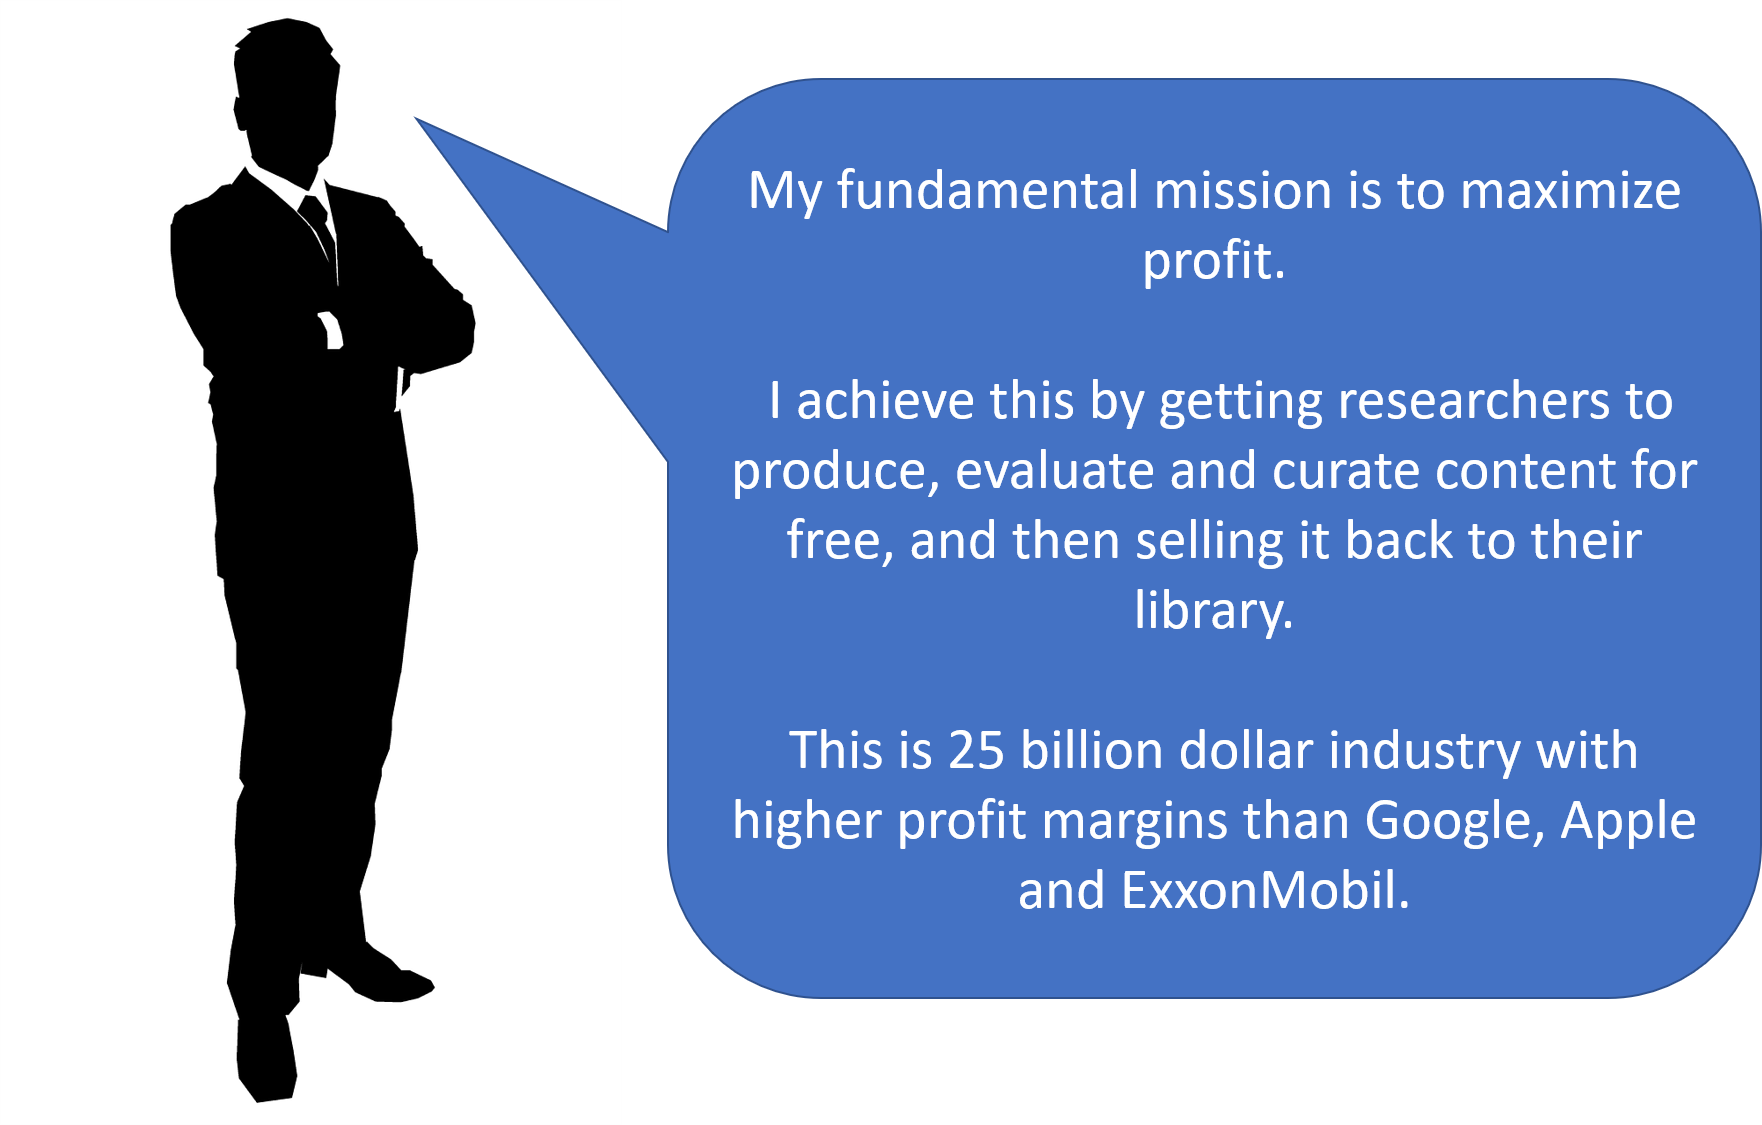 My fundamental mission is to maximize
profit.
I achieve this by getting researchers to
produce, evaluate and curate content for
free, and then selling it back to their
library.
This is 25 billion dollar industry with
higher profit margins than Google, Apple
and ExxonMobil.